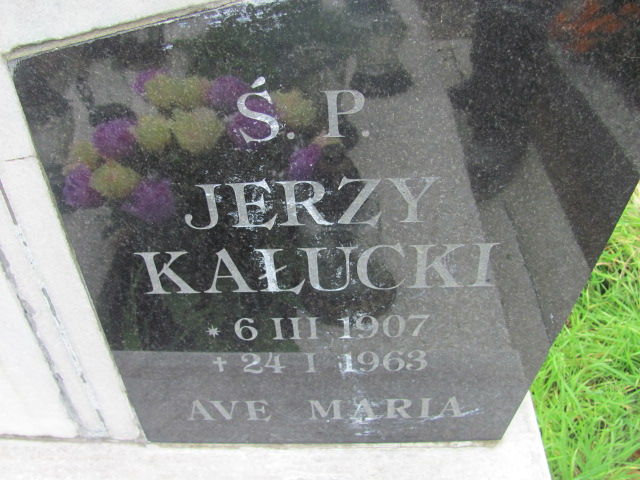 Ś. P.
JERZY
KAŁUCKI
* 6 III 1907
+ 24 I 1963
AVE MARIA